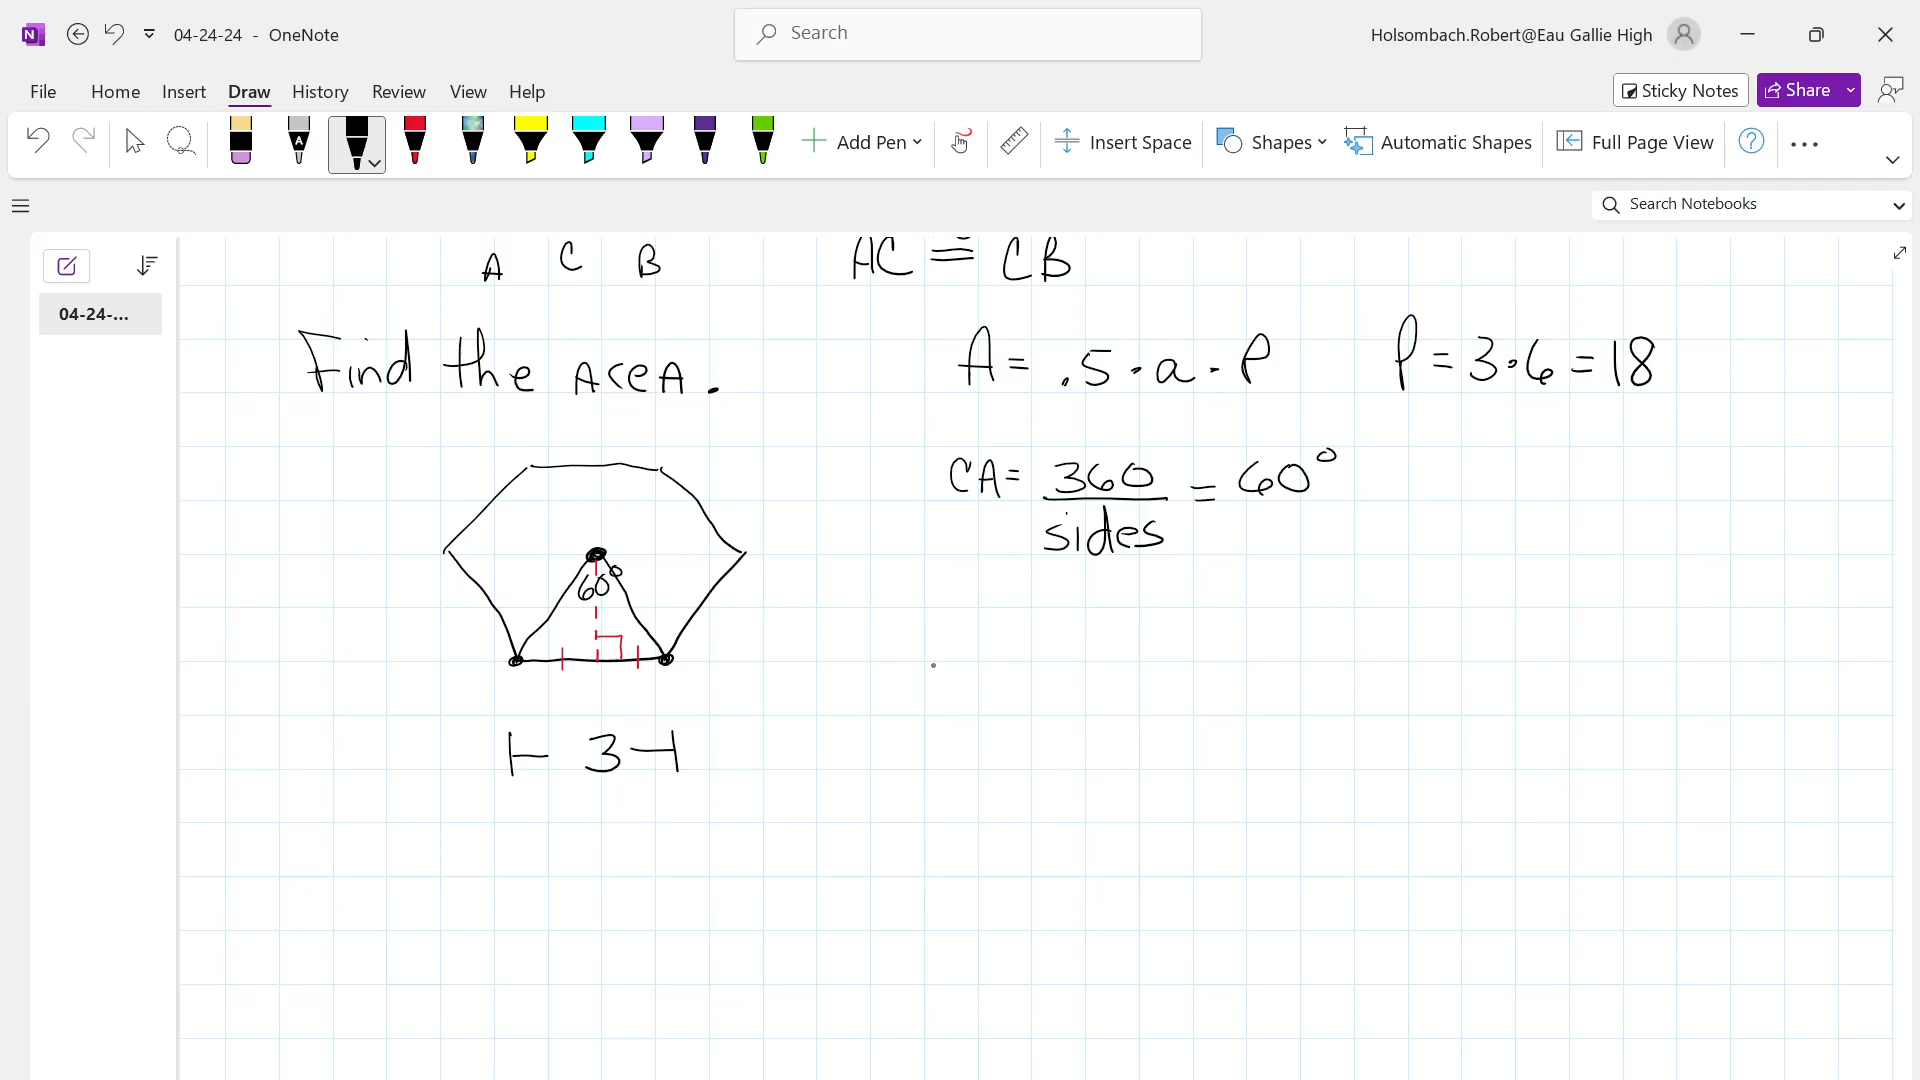 04-24-24 - OneNote
Search
Holsombach.Robert@Eau Gallie High
File Home Insert Draw History Review View Help
Sticky Notes
Share
A
Add Pen
Insert Space
Shapes
Automatic Shapes
Full Page View
?
Search Notebooks
04-24-...
A C B AC ≅ CB
Find the Area. A = .5 · a · P P = 3 · 6 = 18
CA = 360/sides = 60°
60°
3